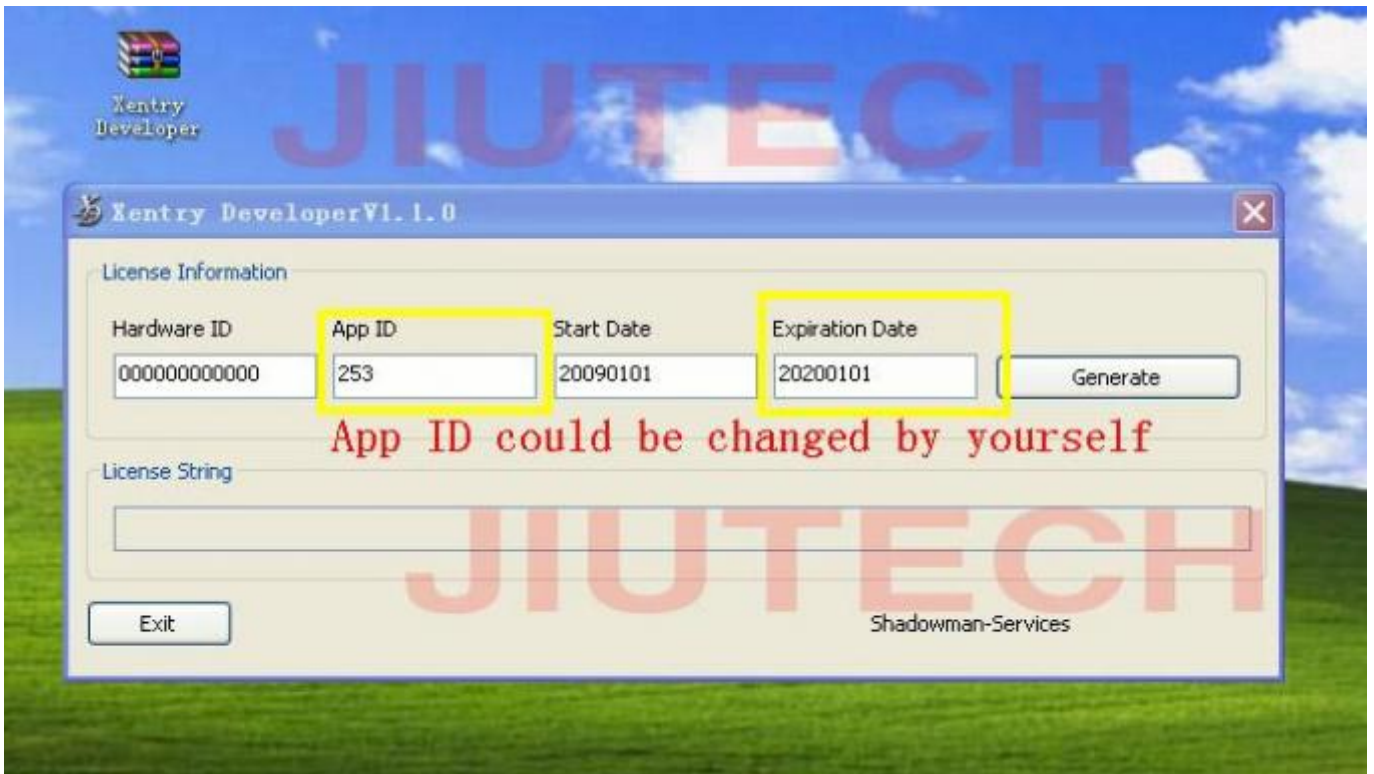 JIUTECH
Xentry
Developer
Xentry DeveloperV1.1.0
License Information
Hardware ID App ID Start Date Expiration Date
000000000000 253 20090101 20200101 Generate
App ID could be changed by yourself
License String
JIUTECH
Exit Shadowman-Services